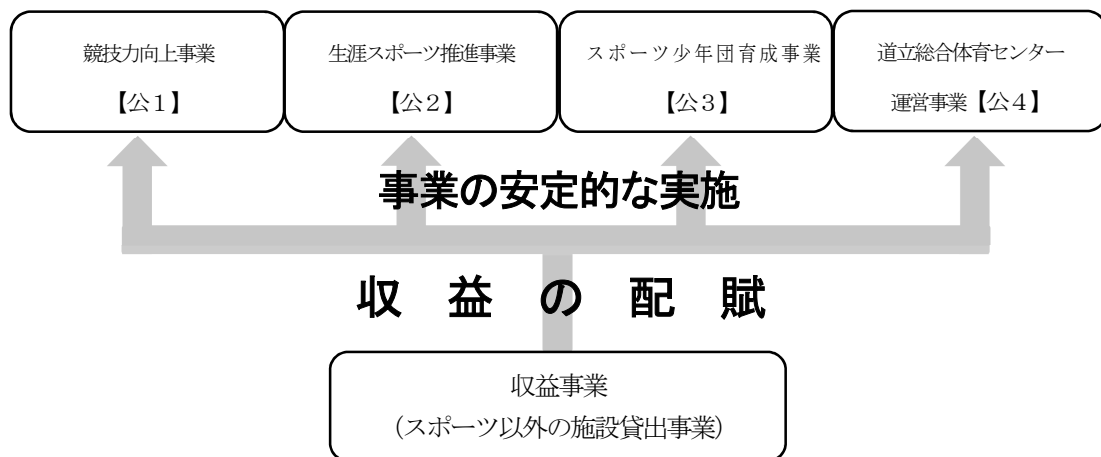 競技力向上事業
【公１】
生涯スポーツ推進事業
【公２】
スポーツ少年団育成事業
【公３】
道立総合体育センター
運営事業【公４】
事業の安定的な実施
収益の配賦
収益事業
（スポーツ以外の施設貸出事業）